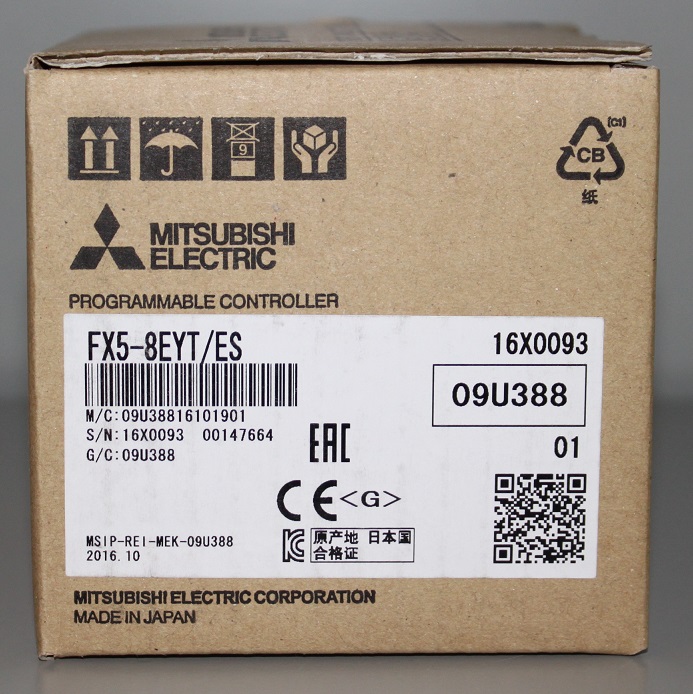 9
(C1)
CB
纸
MITSUBISHI
ELECTRIC
PROGRAMMABLE CONTROLLER
FX5-8EYT/ES 16X0093
09U388
M/C:09U38816101901
S/N:16X0093 00147664
G/C:09U388
EAC
01
CE <G>
MSIP-REI-MEK-09U388
2016.10
原产地 日本国
合格证
MITSUBISHI ELECTRIC CORPORATION
MADE IN JAPAN